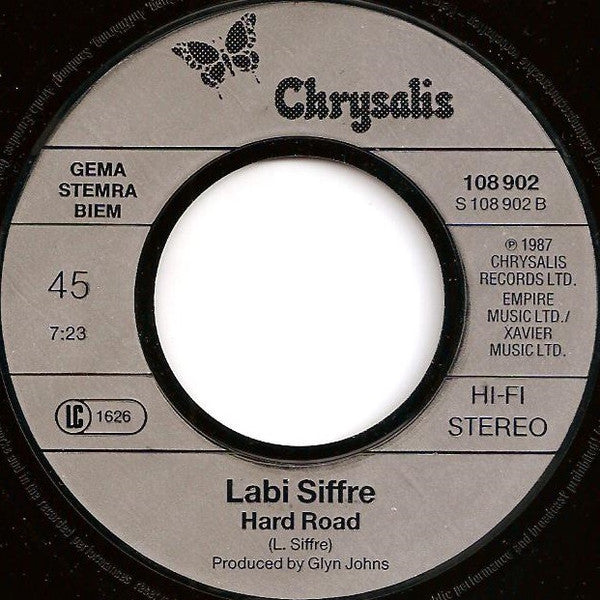 Chrysalis
GEMA
STEMRA
BIEM
45
7:23
LC 1626
108 902
S 108 902 B
℗ 1987
CHRYSALIS
RECORDS LTD.
EMPIRE
MUSIC LTD./
XAVIER
MUSIC LTD.
HI-FI
STEREO
Labi Siffre
Hard Road
(L. Siffre)
Produced by Glyn Johns